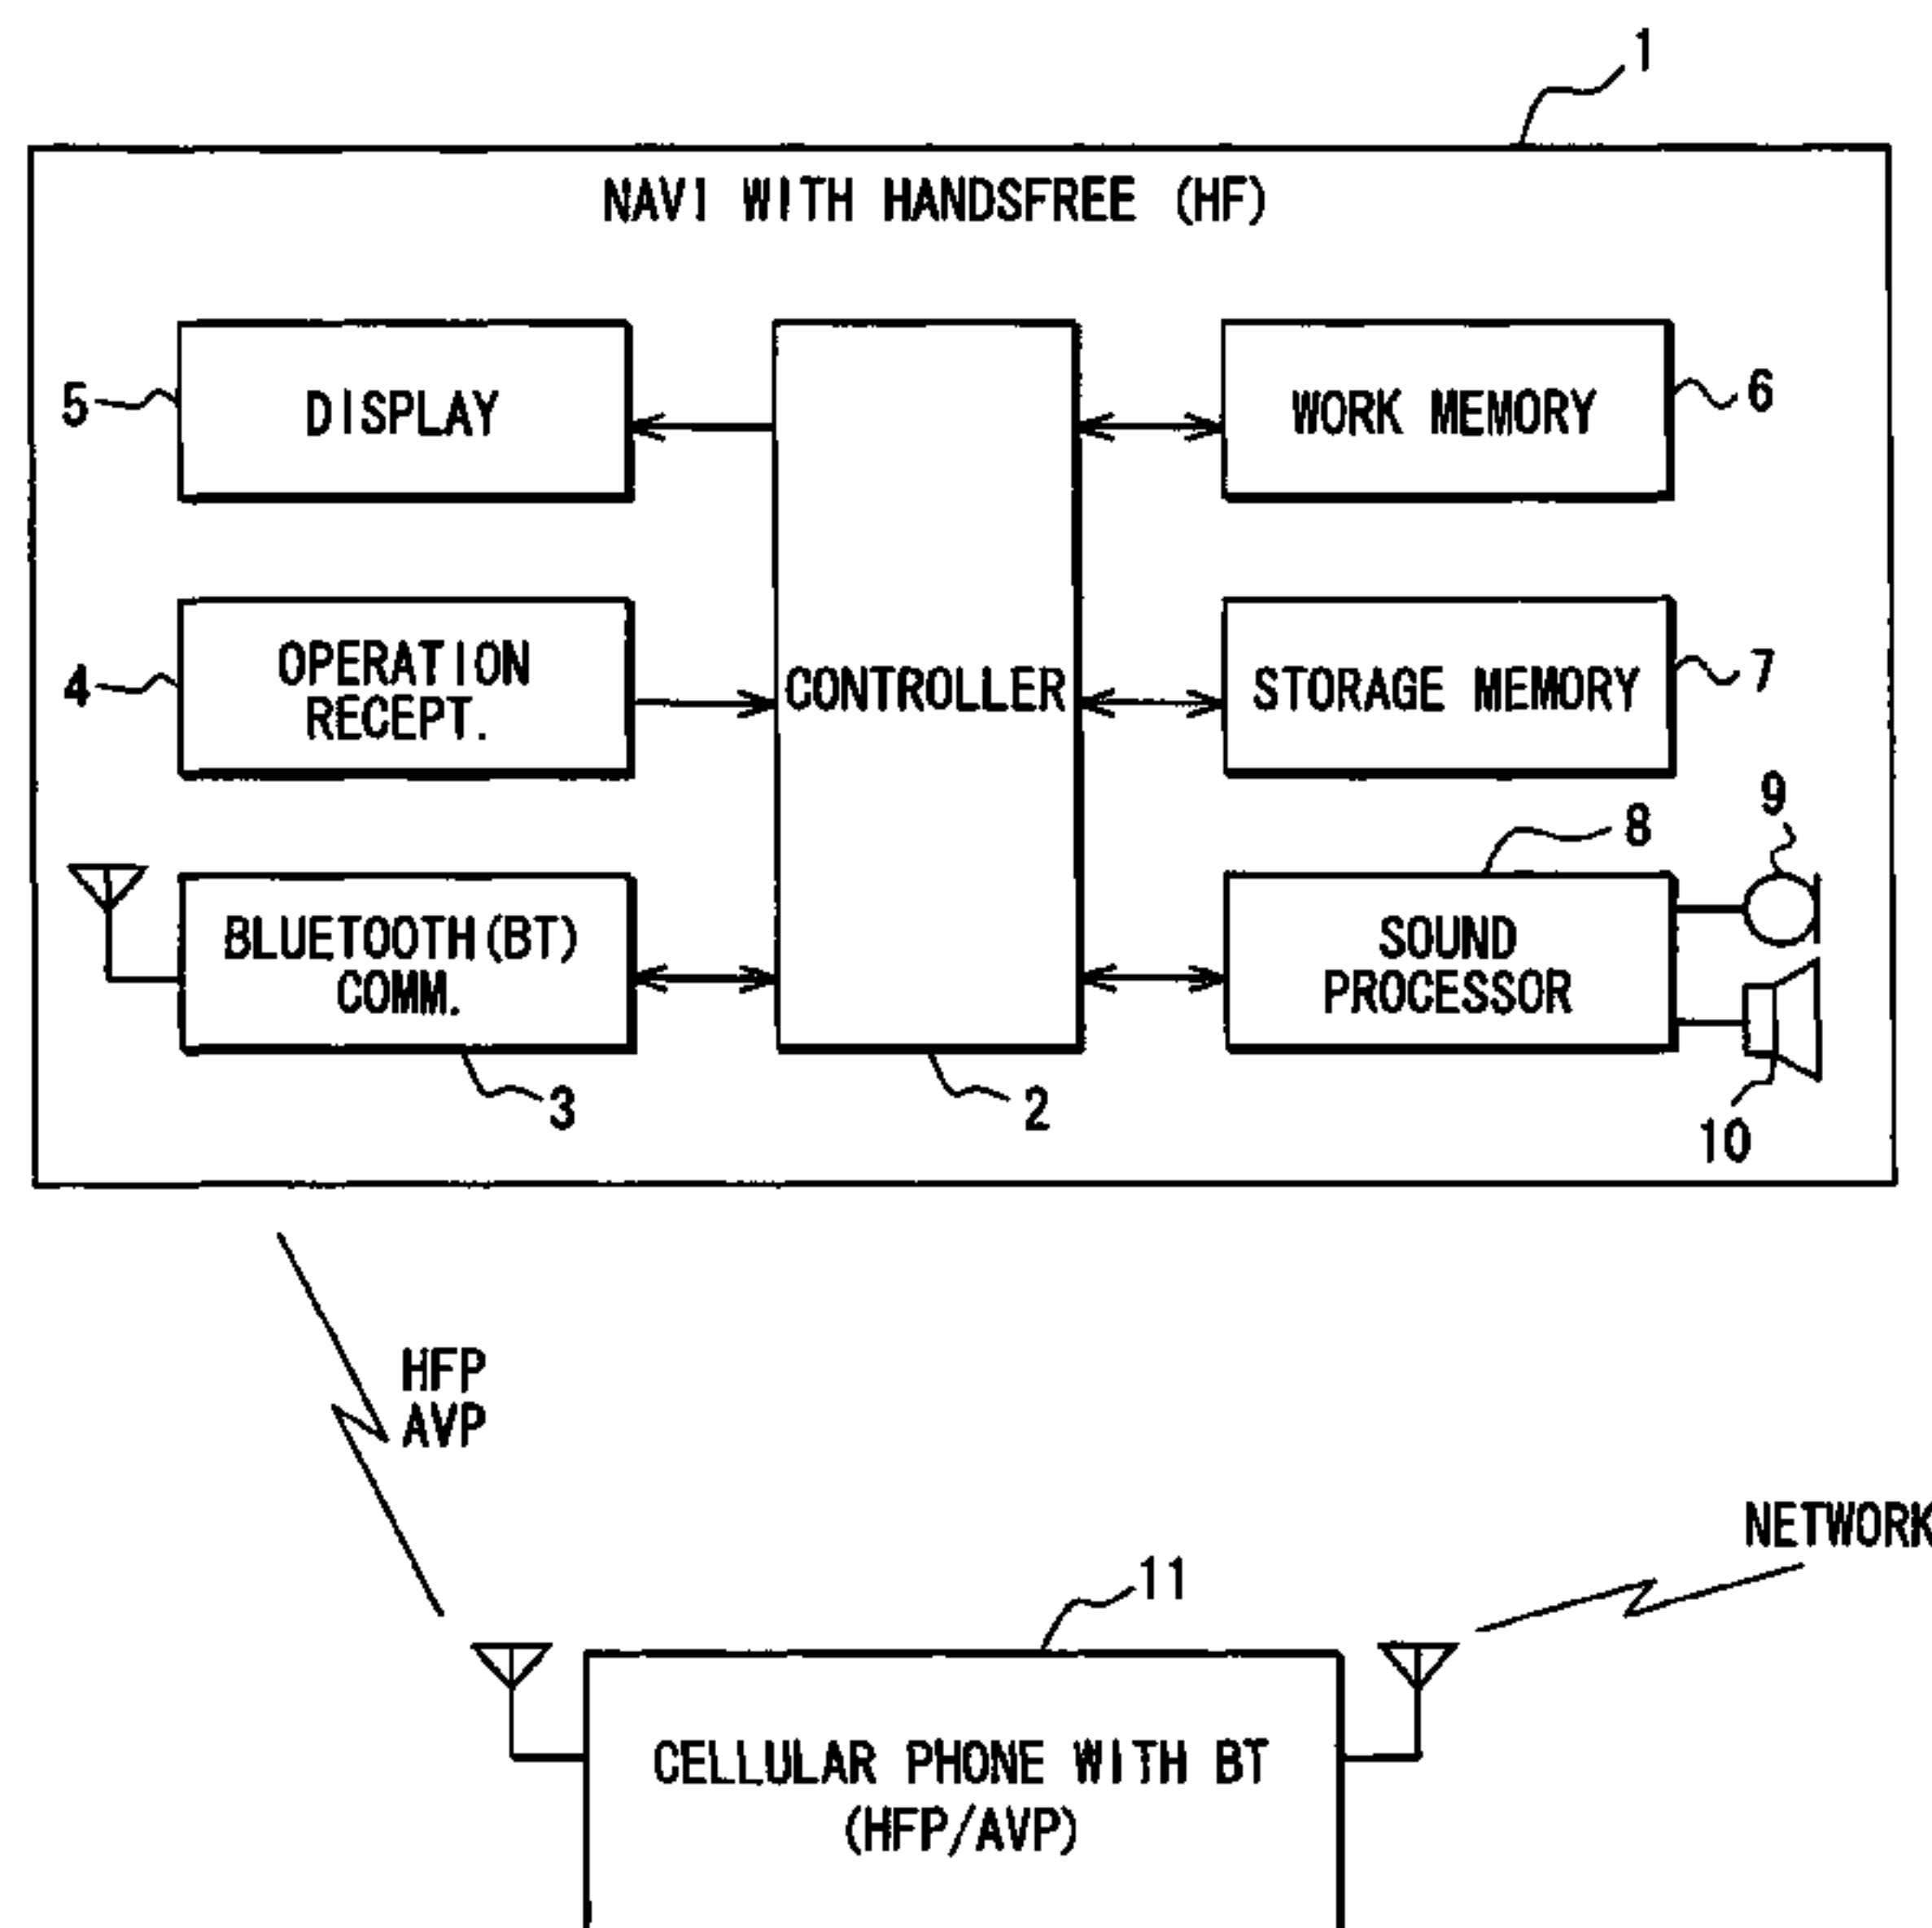 1
NAVI WITH HANDSFREE (HF)
5
DISPLAY
WORK MEMORY
6
4
OPERATION
RECEPT.
CONTROLLER
STORAGE MEMORY
7
9
8
BLUETOOTH(BT)
COMM.
SOUND
PROCESSOR
3
2
10
HFP
AVP
NETWORK
11
CELLULAR PHONE WITH BT
(HFP/AVP)